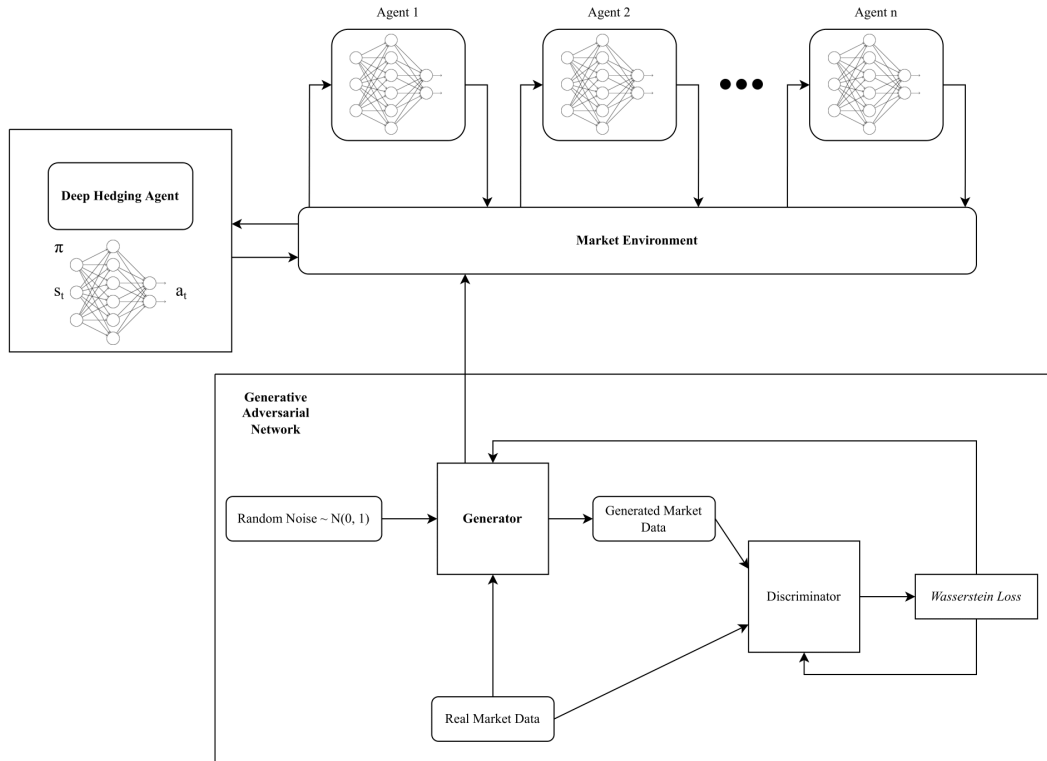 Agent 1
Agent 2
Agent n
Deep Hedging Agent
π
s_t
a_t
Market Environment
Generative
Adversarial
Network
Random Noise ~ N(0, 1)
Generator
Generated Market
Data
Discriminator
Wasserstein Loss
Real Market Data